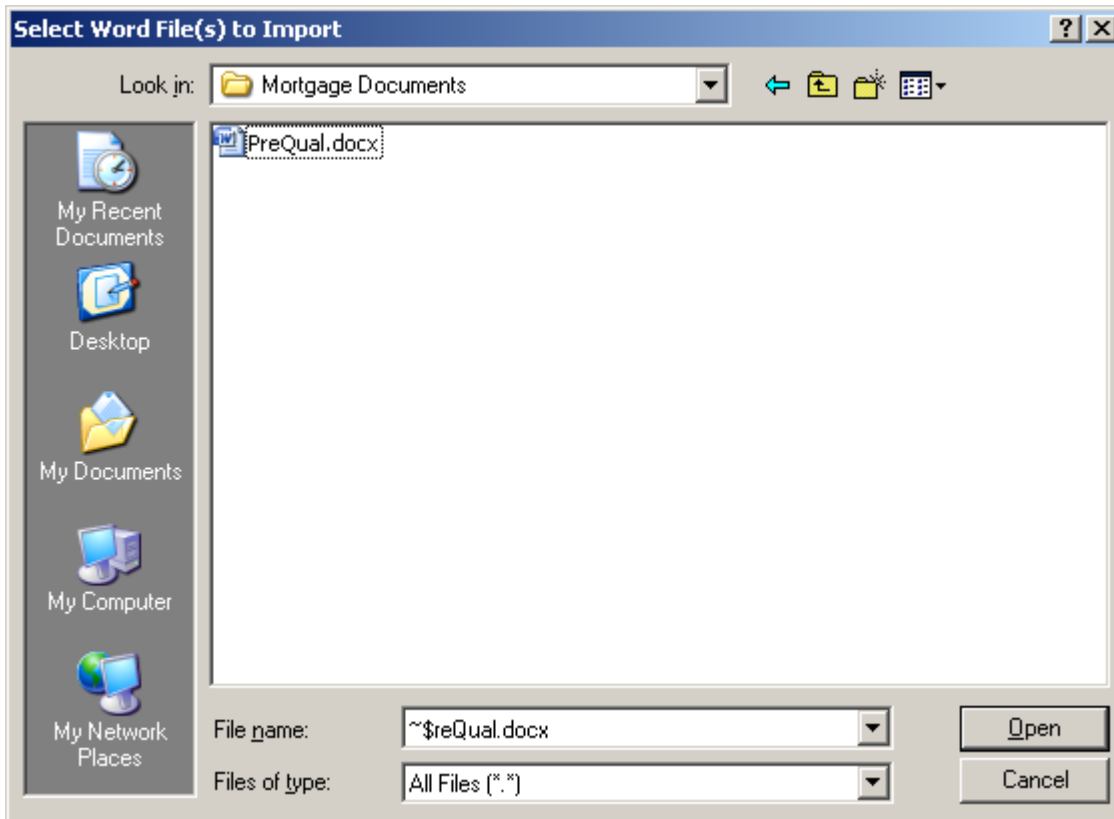 Select Word File(s) to Import
Look in: Mortgage Documents
PreQual.docx
My Recent
Documents
Desktop
My Documents
My Computer
My Network
Places
File name: ~$reQual.docx Open
Files of type: All Files (*.*) Cancel